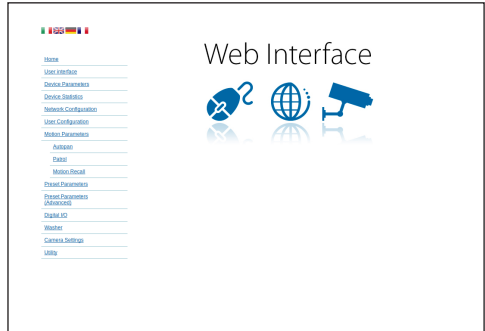 Web Interface
Home
User interface
Device Parameters
Device Statistics
Network Configuration
User Configuration
Motion Parameters
Autopan
Patrol
Motion Recall
Preset Parameters
Preset Parameters
(Advanced)
Digital I/O
Washer
Camera Settings
Utility